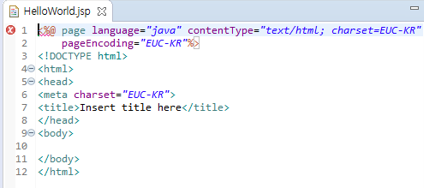 HelloWorld.jsp
1 <%@ page language="java" contentType="text/html; charset=EUC-KR"
2     pageEncoding="EUC-KR"%>
3 <!DOCTYPE html>
4 <html>
5 <head>
6 <meta charset="EUC-KR">
7 <title>Insert title here</title>
8 </head>
9 <body>
10
11 </body>
12 </html>